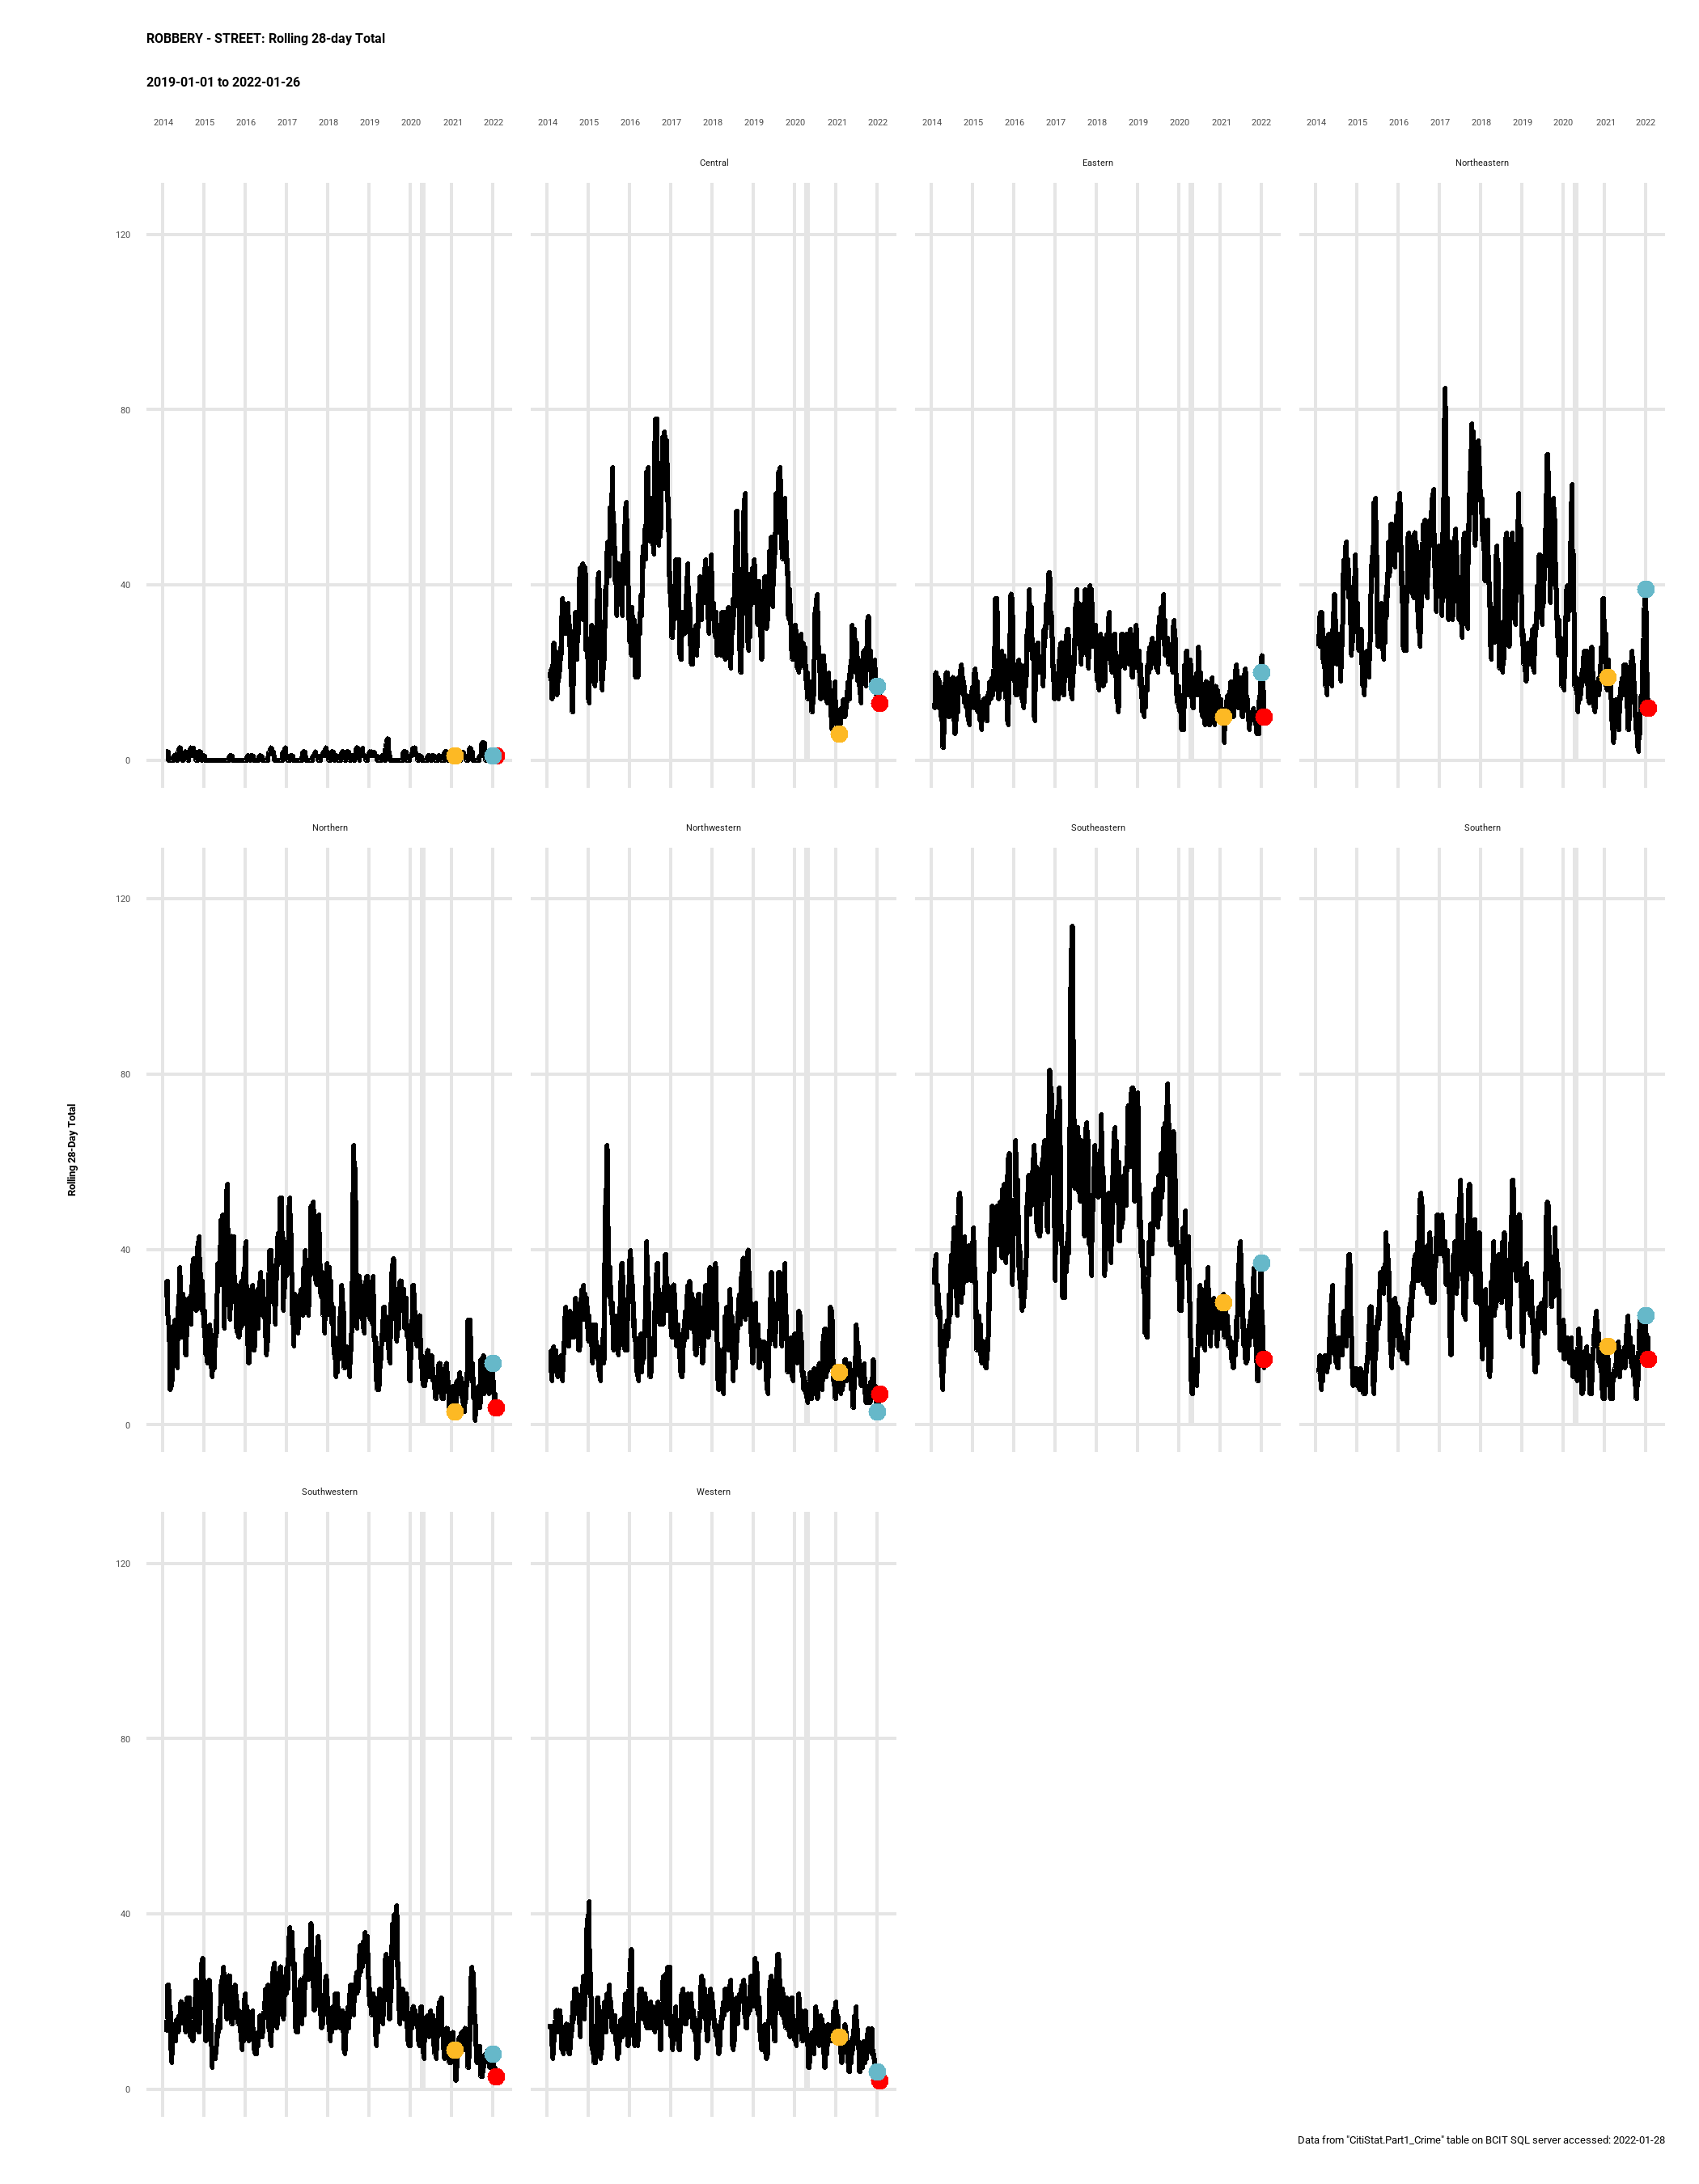 ROBBERY - STREET: Rolling 28-day Total
2019-01-01 to 2022-01-26
2014 2015 2016 2017 2018 2019 2020 2021 2022 2014 2015 2016 2017 2018 2019 2020 2021 2022 2014 2015 2016 2017 2018 2019 2020 2021 2022 2014 2015 2016 2017 2018 2019 2020 2021 2022
Central Eastern Northeastern
120
80
40
0
Northern Northwestern Southeastern Southern
120
80
40
0
Rolling 28-Day Total
Southwestern Western
120
80
40
0
Data from "CitiStat.Part1_Crime" table on BCIT SQL server accessed: 2022-01-28